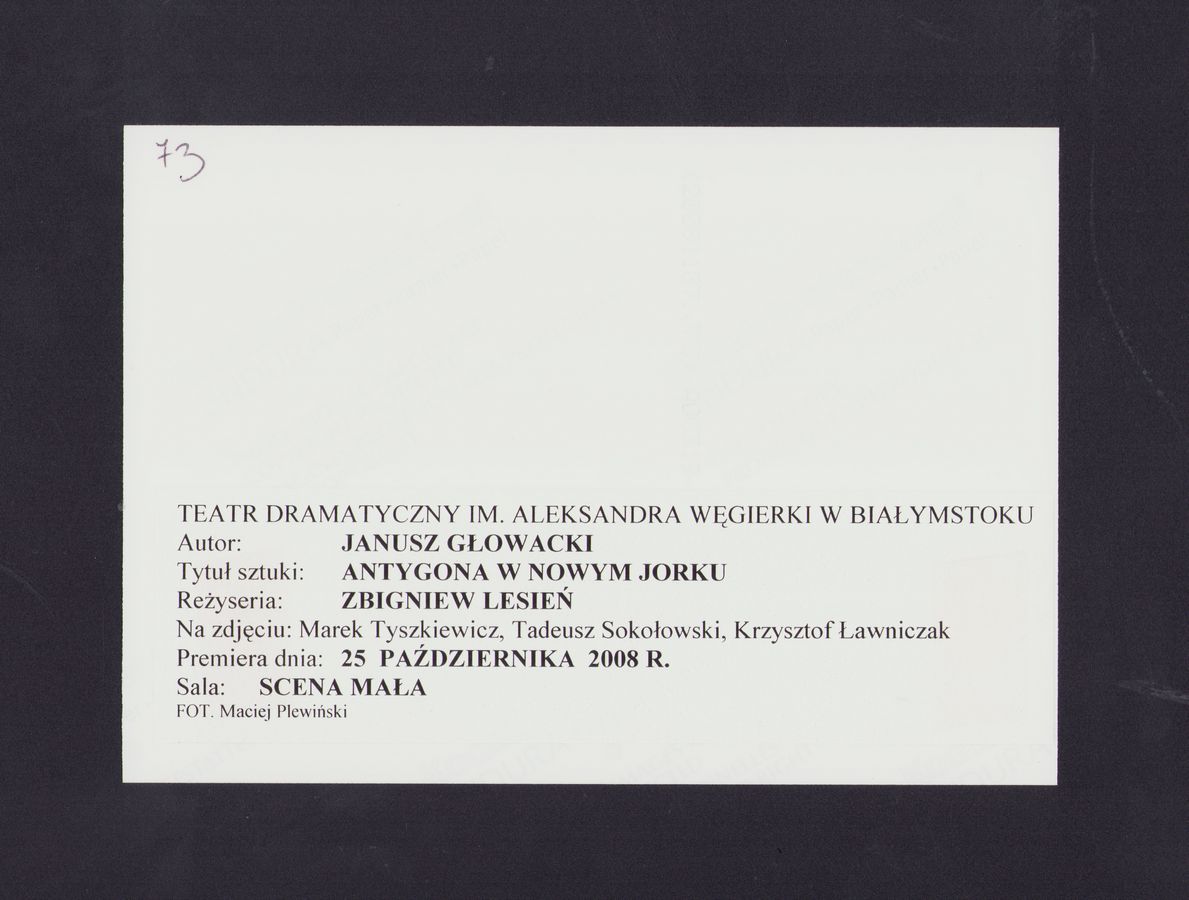 73
TEATR DRAMATYCZNY IM. ALEKSANDRA WĘGIERKI W BIAŁYMSTOKU
Autor: JANUSZ GŁOWACKI
Tytuł sztuki: ANTYGONA W NOWYM JORKU
Reżyseria: ZBIGNIEW LESIEŃ
Na zdjęciu: Marek Tyszkiewicz, Tadeusz Sokołowski, Krzysztof Ławniczak
Premiera dnia: 25 PAŹDZIERNIKA 2008 R.
Sala: SCENA MAŁA
FOT. Maciej Plewiński